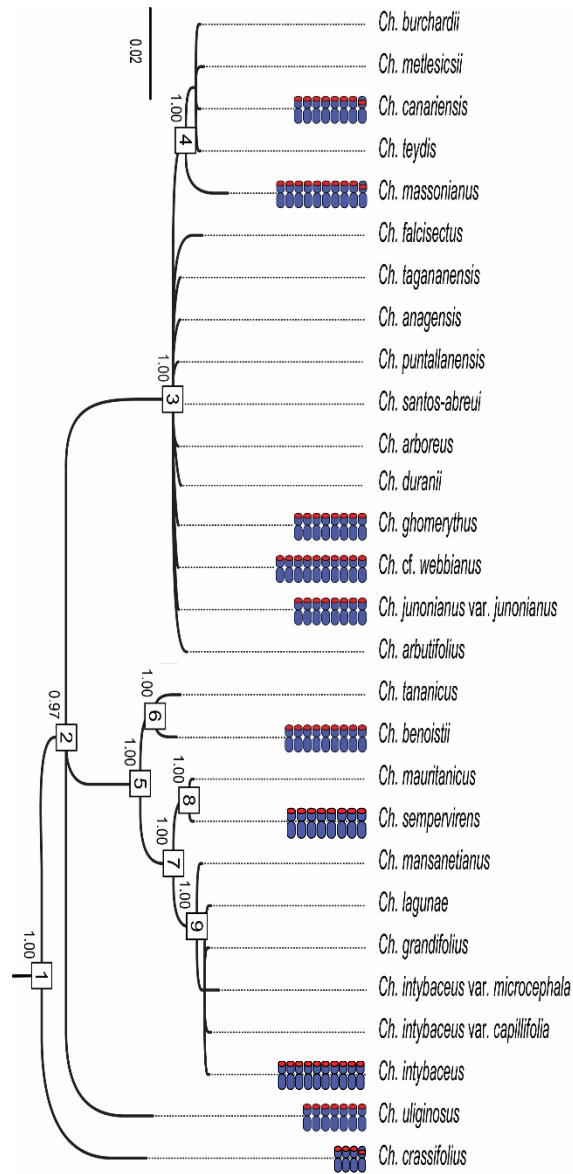 0.02
Ch. burchardii
Ch. metlesicsii
Ch. canariensis
Ch. teydis
Ch. massonianus
Ch. falcisectus
Ch. tagananensis
Ch. anagensis
Ch. puntallanensis
Ch. santos-abreui
Ch. arboreus
Ch. duranii
Ch. ghomerythus
Ch. cf. webbianus
Ch. junonianus var. junonianus
Ch. arbutifolius
Ch. tananicus
Ch. benoistii
Ch. mauritanicus
Ch. sempervirens
Ch. mansanetianus
Ch. lagunae
Ch. grandifolius
Ch. intybaceus var. microcephala
Ch. intybaceus var. capillifolia
Ch. intybaceus
Ch. uliginosus
Ch. crassifolius
1.00
4
1.00
3
1.00
6
0.97
2
1.00
5
1.00
8
1.00
7
1.00
9
1.00
1